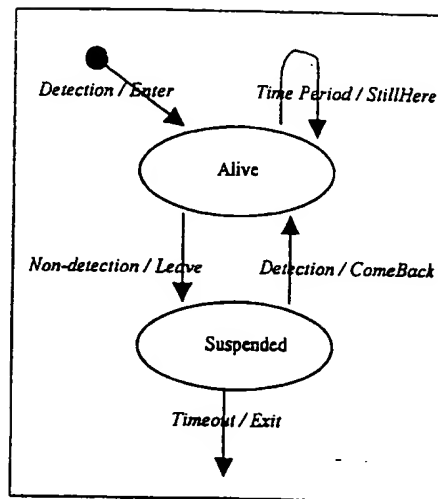 Detection / Enter
Time Period / StillHere
Alive
Non-detection / Leave
Detection / ComeBack
Suspended
Timeout / Exit